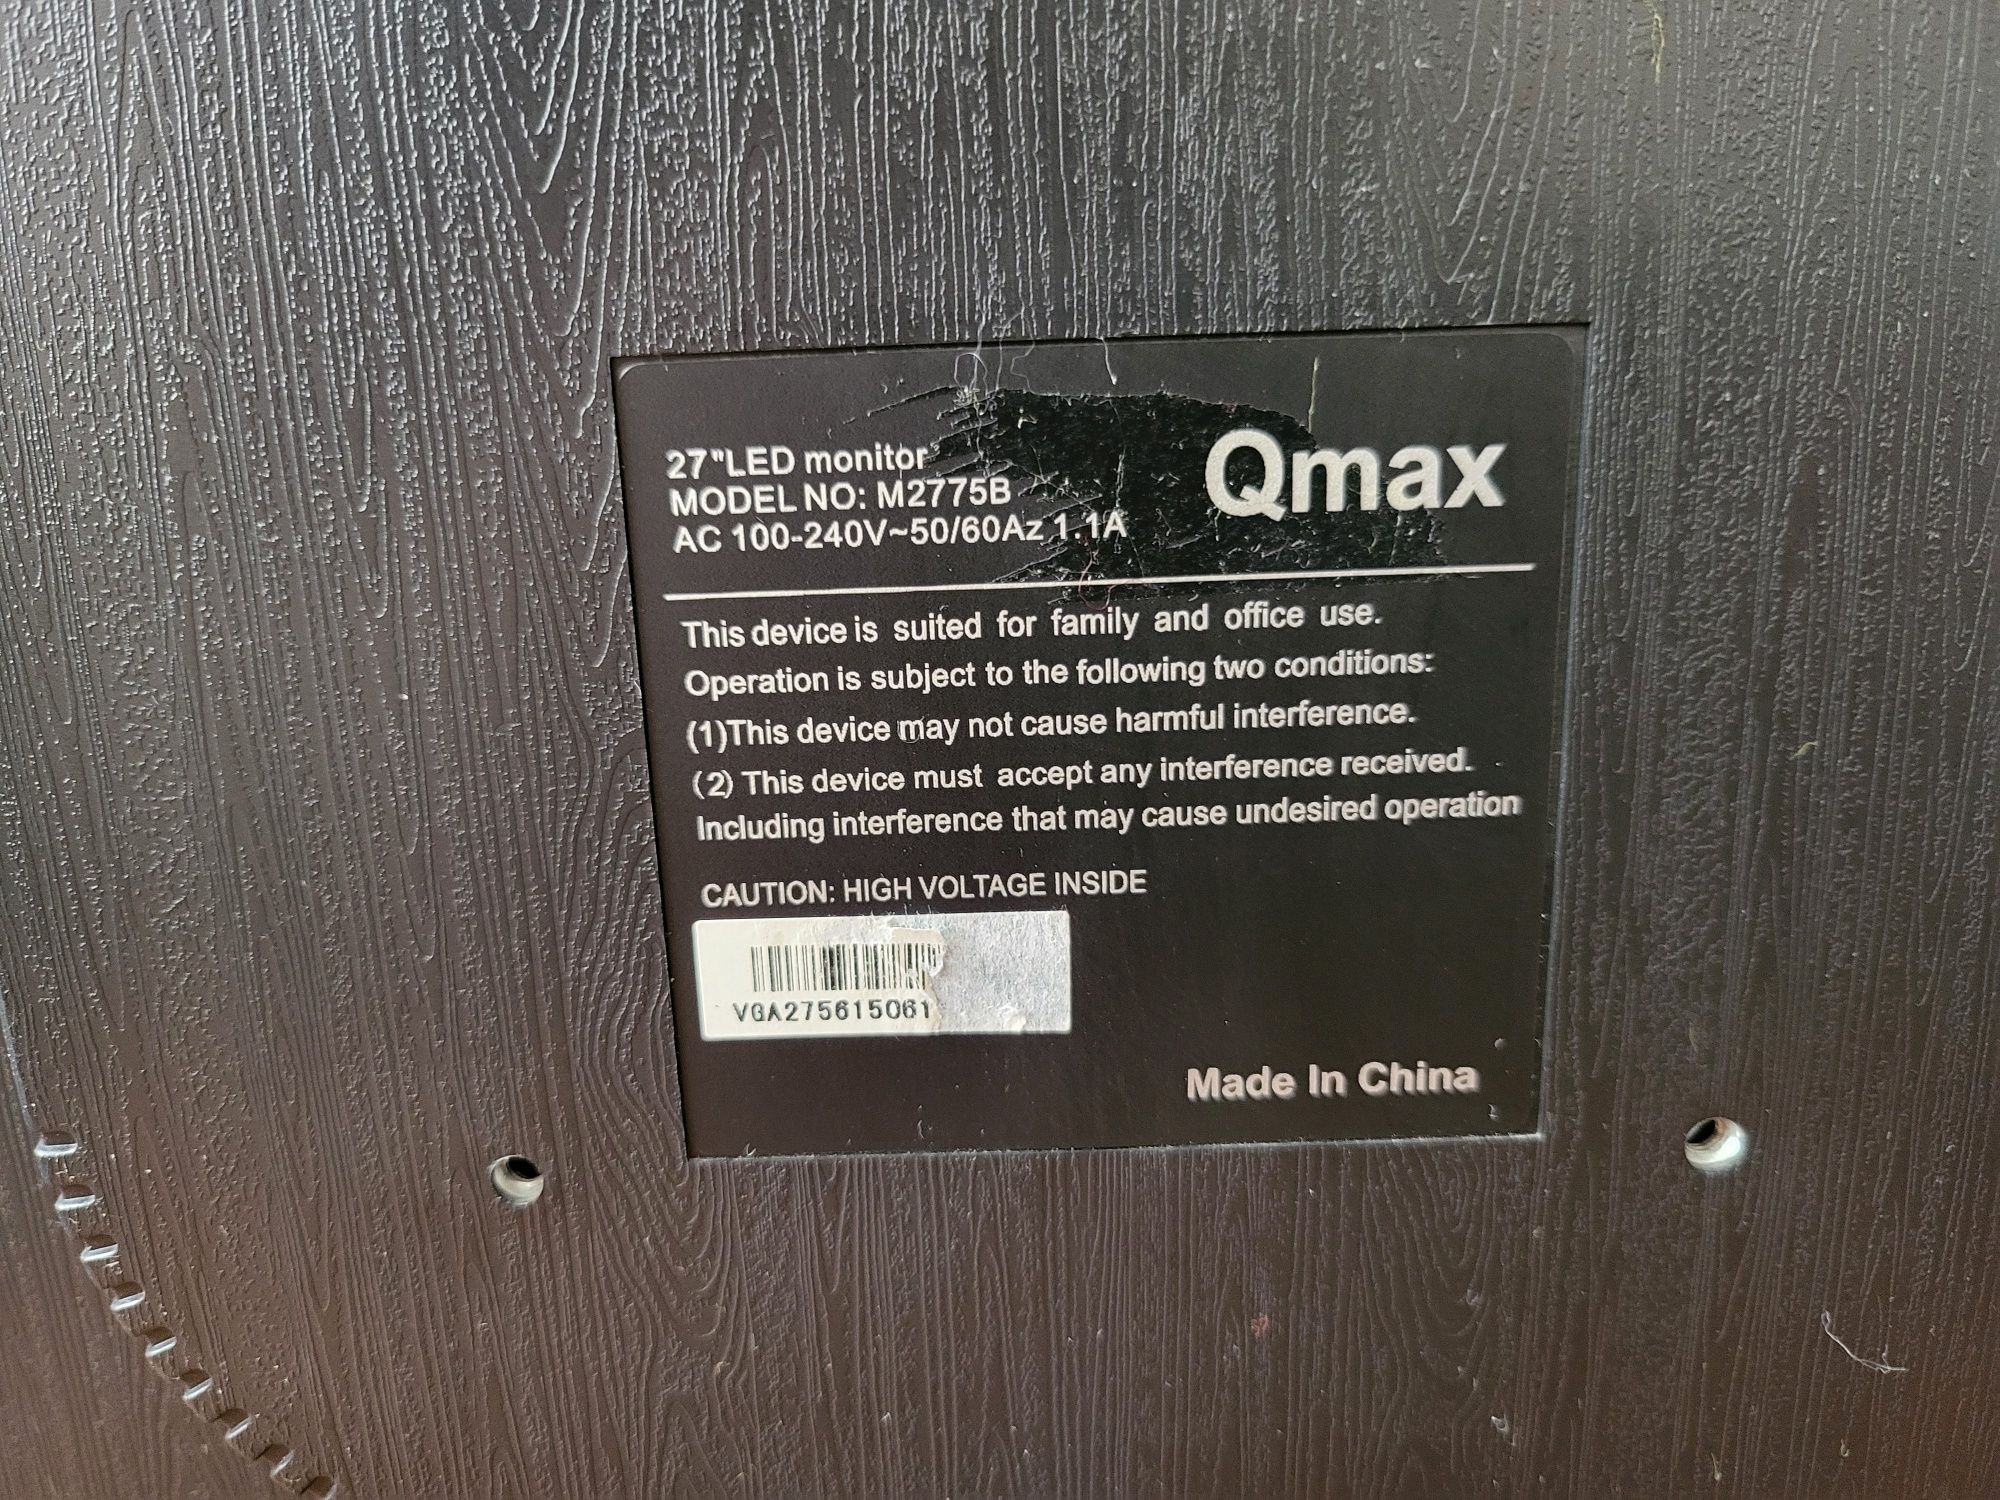 27"LED monitor
MODEL NO: M2775B
AC 100-240V~50/60Az 1.1A
Qmax
This device is suited for family and office use.
Operation is subject to the following two conditions:
(1)This device may not cause harmful interference.
(2) This device must accept any interference received.
Including interference that may cause undesired operation
CAUTION: HIGH VOLTAGE INSIDE
VGA275615061
Made In China